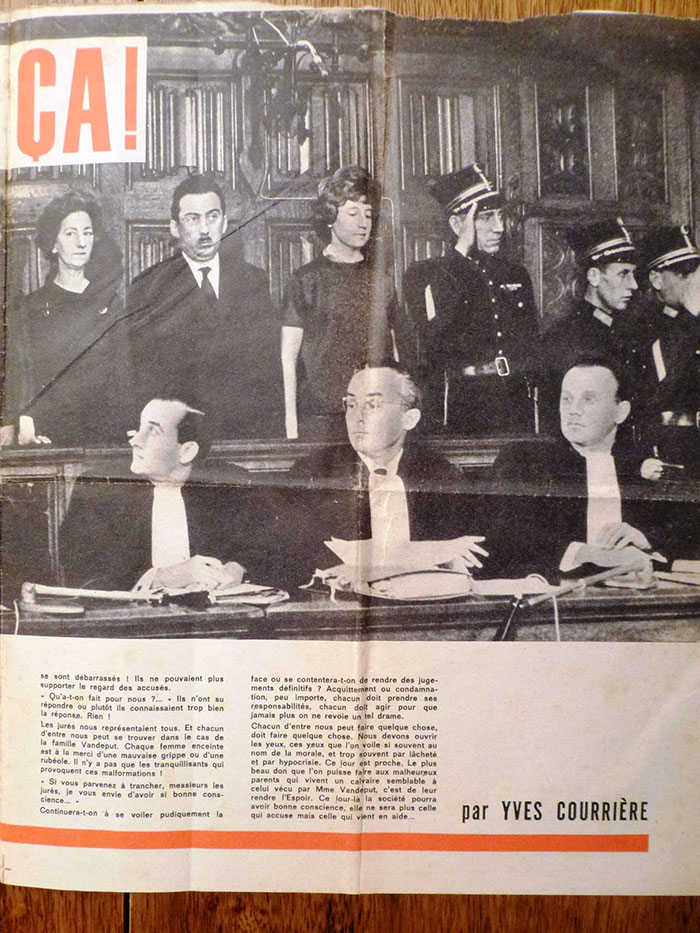 ÇA!
se sont débarrassés ! Ils ne pouvaient plus
supporter le regard des accusés.
« Qu'a-t-on fait pour nous ?... » Ils n'ont su
répondre ou plutôt ils connaissaient trop bien
la réponse. Rien !
Les jurés nous représentaient tous. Et chacun
d'entre nous peut se trouver dans le cas de
la famille Vandeput. Chaque femme enceinte
est à la merci d'une mauvaise grippe ou d'une
rubéole. Il n'y a pas que les tranquillisants qui
provoquent ces malformations !
« Si vous parvenez à trancher, messieurs les
jurés, je vous envie d'avoir si bonne cons-
cience... »
Continuera-t-on à se voiler pudiquement la
face ou se contentera-t-on de rendre des juge-
ments définitifs ? Acquittement ou condamna-
tion, peu importe, chacun doit prendre ses
responsabilités, chacun doit agir pour que
jamais plus on ne revoie un tel drame.
Chacun d'entre nous peut faire quelque chose,
doit faire quelque chose. Nous devons ouvrir
les yeux, ces yeux que l'on voile si souvent au
nom de la morale, et trop souvent par lâcheté
et par hypocrisie. Ce jour est proche. Le plus
beau don que l'on puisse faire aux malheureux
parents qui vivent un calvaire semblable à
celui vécu par Mme Vandeput, c'est de leur
rendre l'Espoir. Ce jour-là la société pourra
avoir bonne conscience, elle ne sera plus celle
qui accuse mais celle qui vient en aide...
par YVES COURRIÈRE